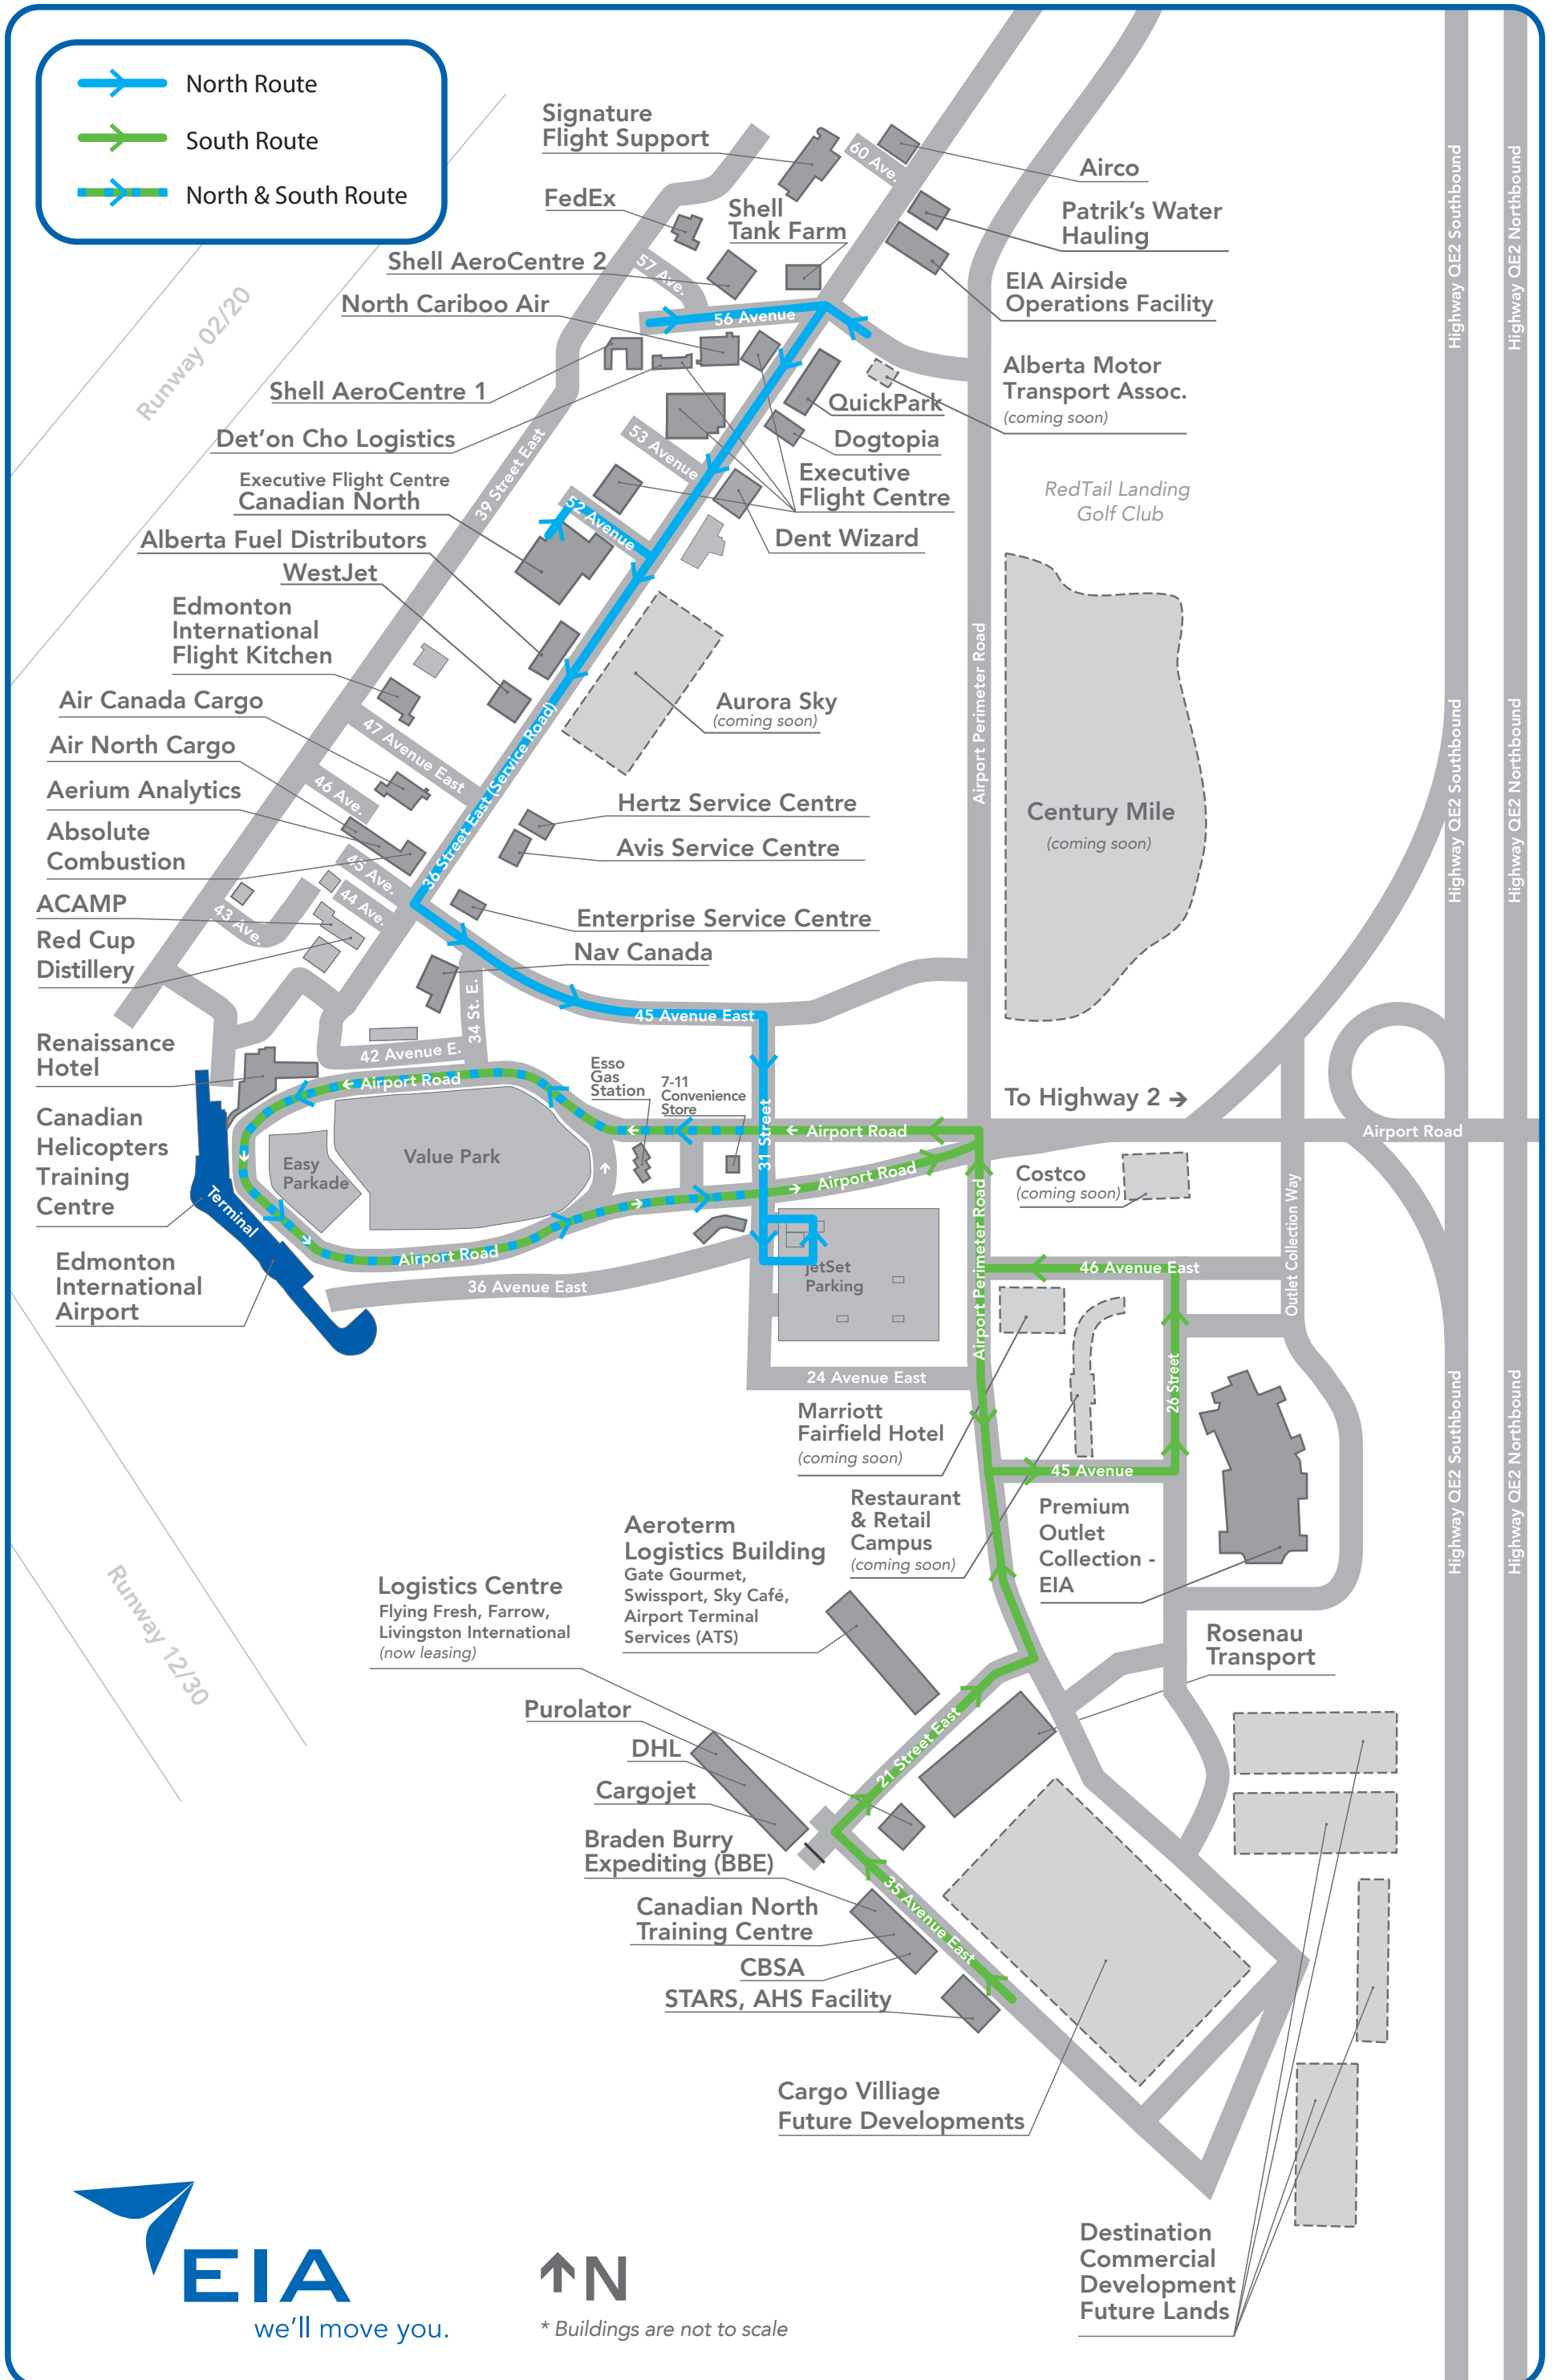 North Route
South Route
North & South Route
Signature
Flight Support
60 Ave.
Airco
FedEx
Shell
Tank Farm
Patrik's Water
Hauling
Shell AeroCentre 2
57 Ave.
EIA Airside
Operations Facility
North Cariboo Air
56 Avenue
Runway 02/20
Shell AeroCentre 1
Alberta Motor
Transport Assoc.
(coming soon)
QuickPark
Det'on Cho Logistics
53 Avenue
Dogtopia
Executive Flight Centre
Canadian North
39 Street East
Executive
Flight Centre
RedTail Landing
Golf Club
52 Avenue
Alberta Fuel Distributors
Dent Wizard
WestJet
Edmonton
International
Flight Kitchen
Airport Perimeter Road
Air Canada Cargo
Aurora Sky
(coming soon)
47 Avenue East
36 Street East (Service Road)
Air North Cargo
46 Ave.
Aerium Analytics
Hertz Service Centre
Century Mile
(coming soon)
Absolute
Combustion
Avis Service Centre
45 Ave.
44 Ave.
ACAMP
43 Ave.
Enterprise Service Centre
Red Cup
Distillery
Nav Canada
34 St. E.
45 Avenue East
Renaissance
Hotel
42 Avenue E.
Esso
Gas
Station
7-11
Convenience
Store
Airport Road
To Highway 2 →
31 Street
Airport Road
Airport Road
Canadian
Helicopters
Training
Centre
Easy
Parkade
Value Park
Airport Road
Costco
(coming soon)
Terminal
Airport Road
Edmonton
International
Airport
36 Avenue East
JetSet
Parking
Airport Perimeter Road
46 Avenue East
Outlet Collection Way
24 Avenue East
26 Street
Marriott
Fairfield Hotel
(coming soon)
45 Avenue
Restaurant
& Retail
Campus
(coming soon)
Premium
Outlet
Collection -
EIA
Aeroterm
Logistics Building
Gate Gourmet,
Swissport, Sky Café,
Airport Terminal
Services (ATS)
Logistics Centre
Flying Fresh, Farrow,
Livingston International
(now leasing)
Runway 12/30
Rosenau
Transport
Purolator
DHL
21 Street East
Cargojet
Braden Burry
Expediting (BBE)
35 Avenue East
Canadian North
Training Centre
CBSA
STARS, AHS Facility
Cargo Villiage
Future Developments
Destination
Commercial
Development
Future Lands
Highway QE2 Southbound
Highway QE2 Northbound
Highway QE2 Southbound
Highway QE2 Northbound
Highway QE2 Southbound
Highway QE2 Northbound
EIA
we'll move you.
N
* Buildings are not to scale